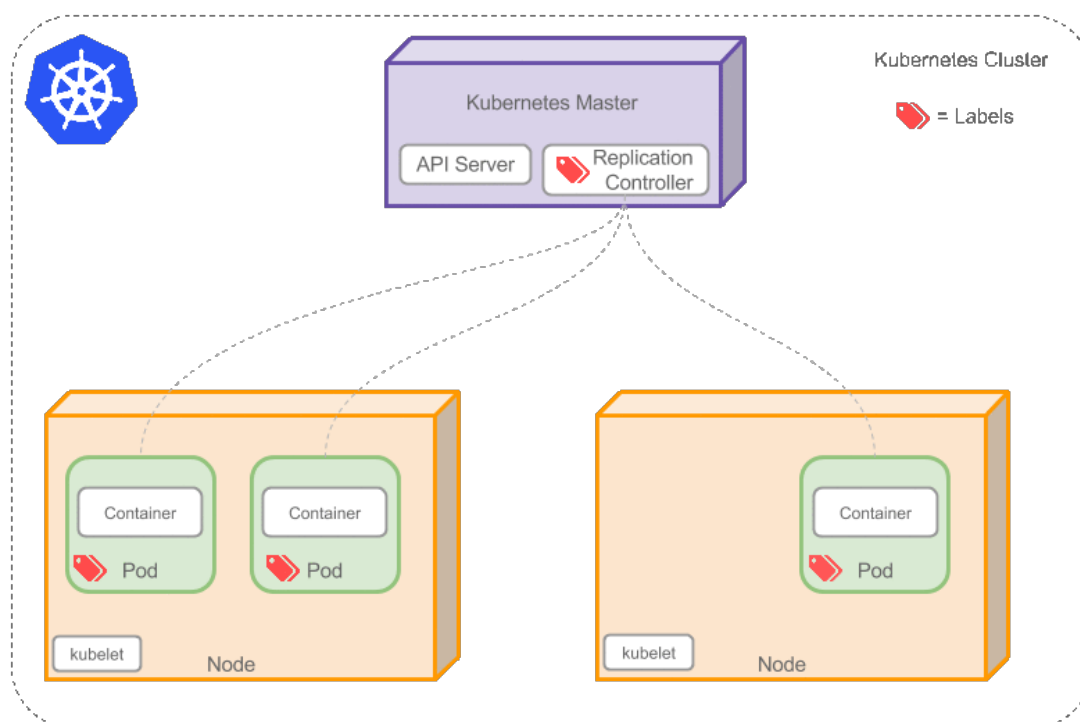 Kubernetes Cluster
= Labels
Kubernetes Master
API Server
Replication
Controller
Container
Pod
Container
Pod
kubelet
Node
Container
Pod
kubelet
Node